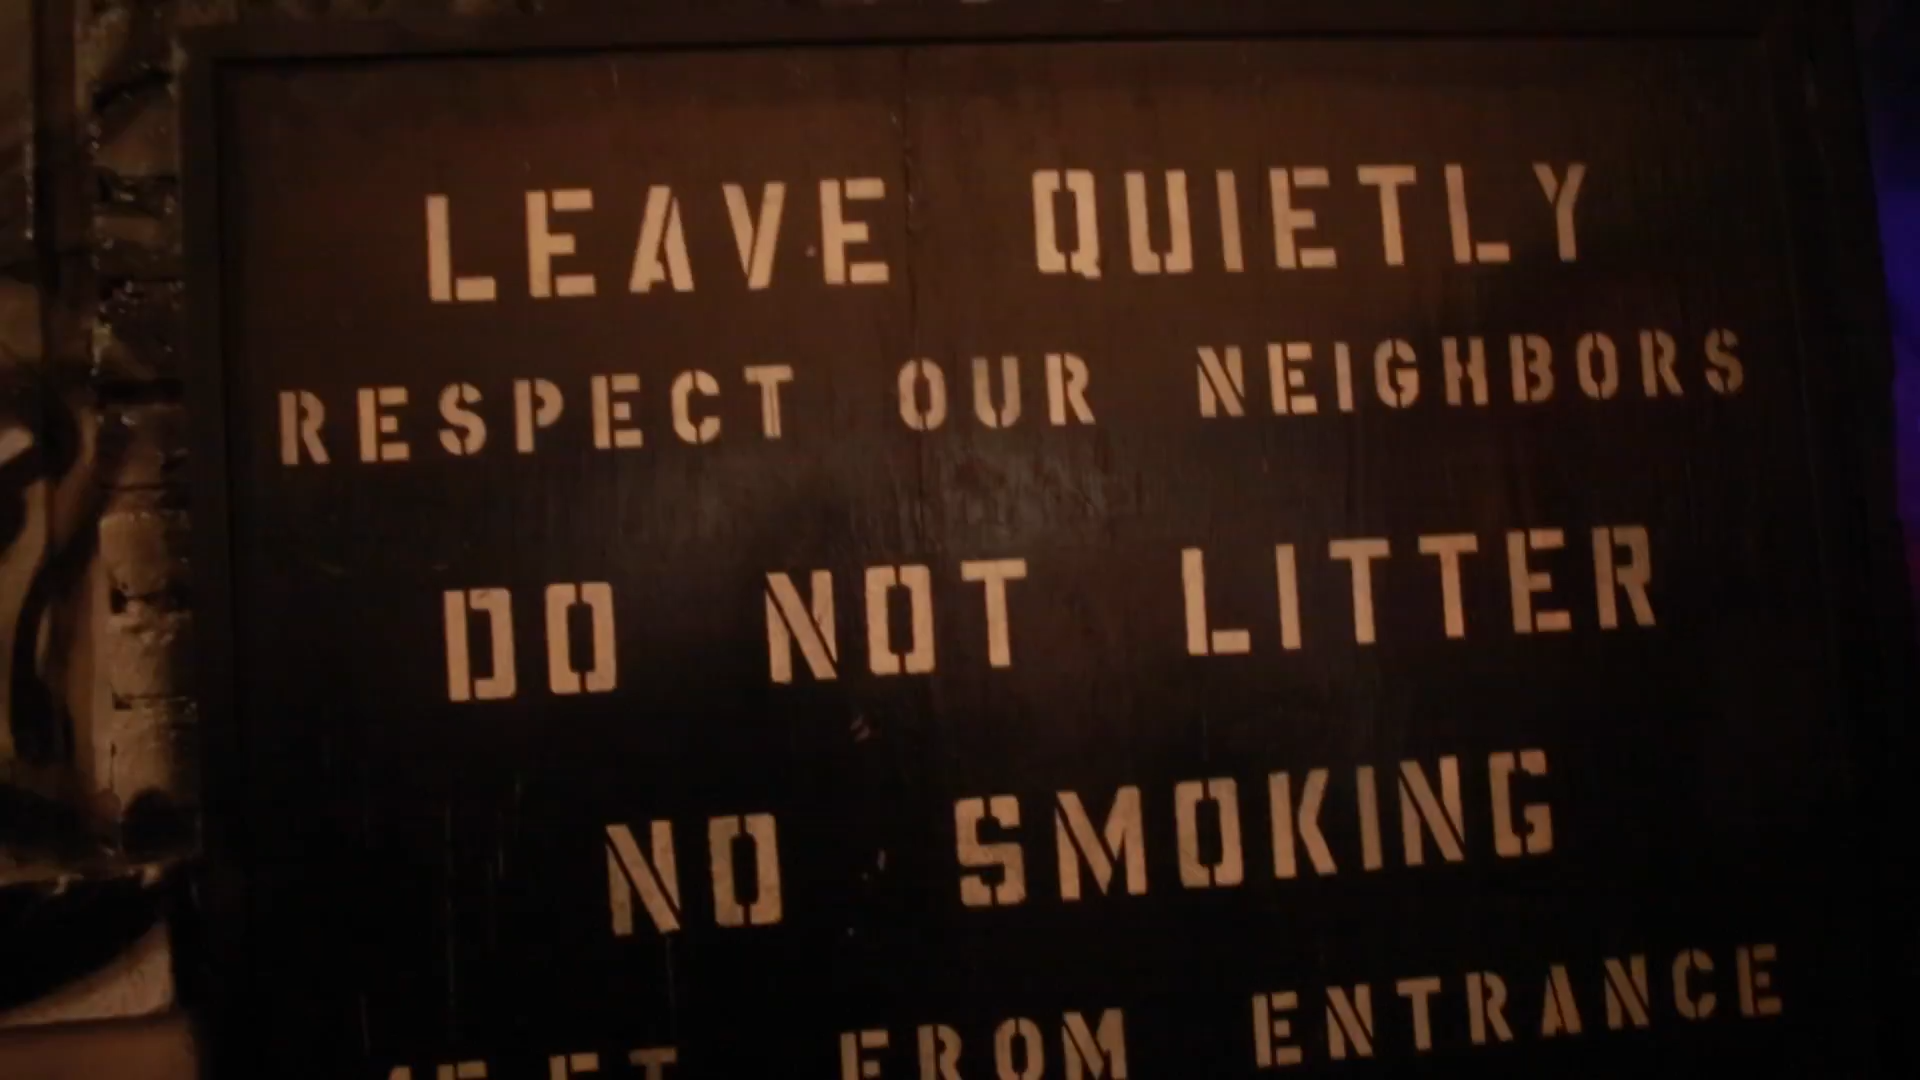 LEAVE QUIETLY
RESPECT OUR NEIGHBORS
DO NOT LITTER
NO SMOKING
FROM ENTRANCE